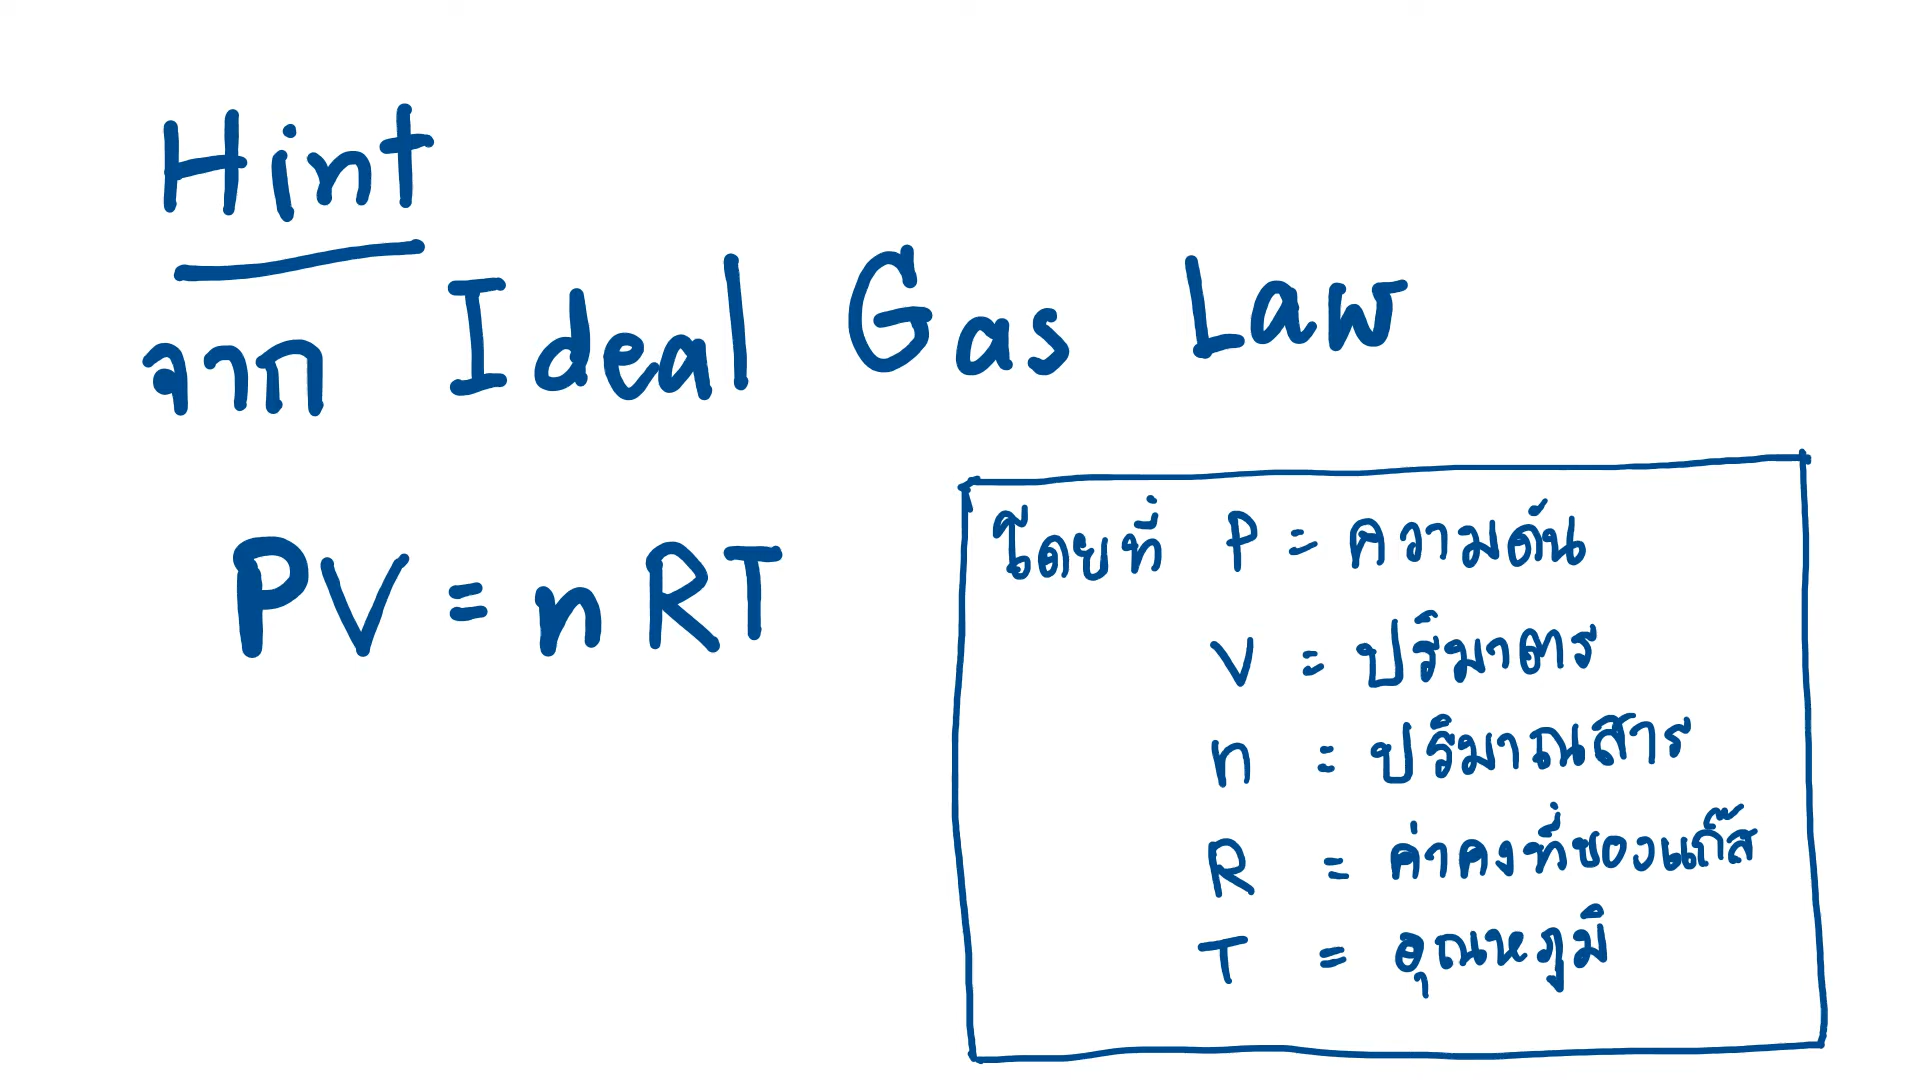 Hint
จาก Ideal Gas Law
PV = nRT
โดยที่ P = ความดัน
V = ปริมาตร
n = ปริมาณสาร
R = ค่าคงที่ของแก๊ส
T = อุณหภูมิ